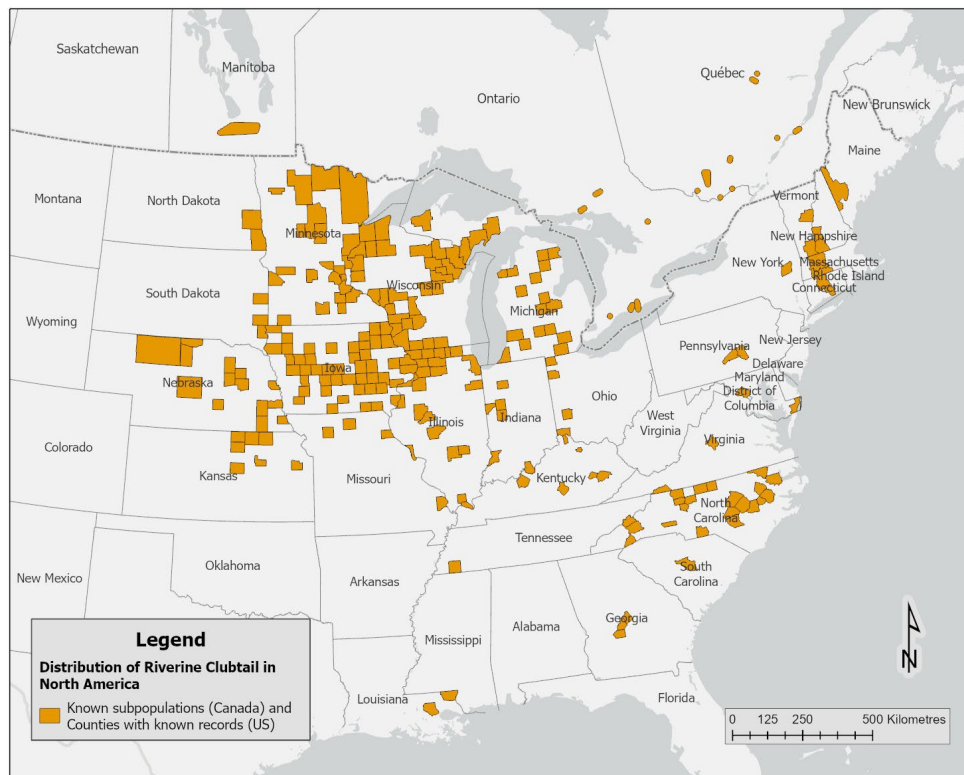 Saskatchewan
Manitoba
Québec
Ontario
New Brunswick
Maine
Montana
North Dakota
Minnesota
Vermont
New Hampshire
New York
Massachusetts
Rhode Island
Connecticut
South Dakota
Wisconsin
Michigan
Wyoming
Pennsylvania
New Jersey
Nebraska
Iowa
Delaware
Maryland
District of
Columbia
Ohio
Illinois
Indiana
West
Virginia
Virginia
Colorado
Kansas
Missouri
Kentucky
North
Carolina
Tennessee
Oklahoma
Arkansas
South
Carolina
New Mexico
Mississippi
Alabama
Georgia
Louisiana
Florida
N
Legend
Distribution of Riverine Clubtail in
North America
Known subpopulations (Canada) and
Counties with known records (US)
0 125 250 500 Kilometres